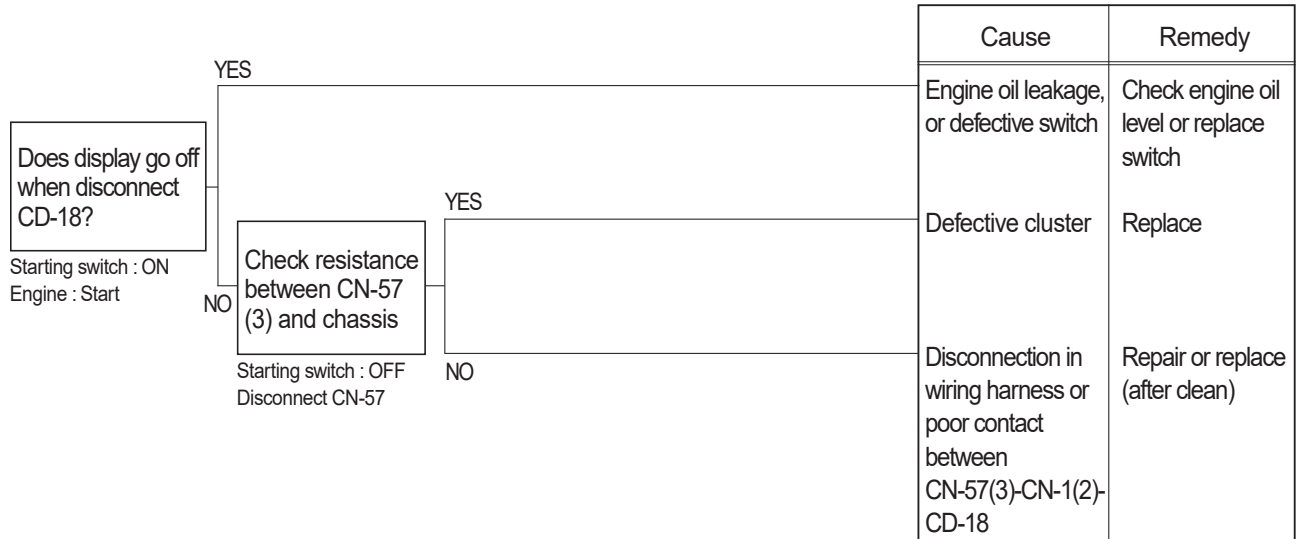 Cause
Remedy
YES
Engine oil leakage,
or defective switch
Check engine oil
level or replace
switch
Does display go off
when disconnect
CD-18?
Starting switch : ON
Engine : Start
YES
Defective cluster
Replace
NO
Check resistance
between CN-57
(3) and chassis
Starting switch : OFF
Disconnect CN-57
NO
Disconnection in
wiring harness or
poor contact
between
CN-57(3)-CN-1(2)-
CD-18
Repair or replace
(after clean)